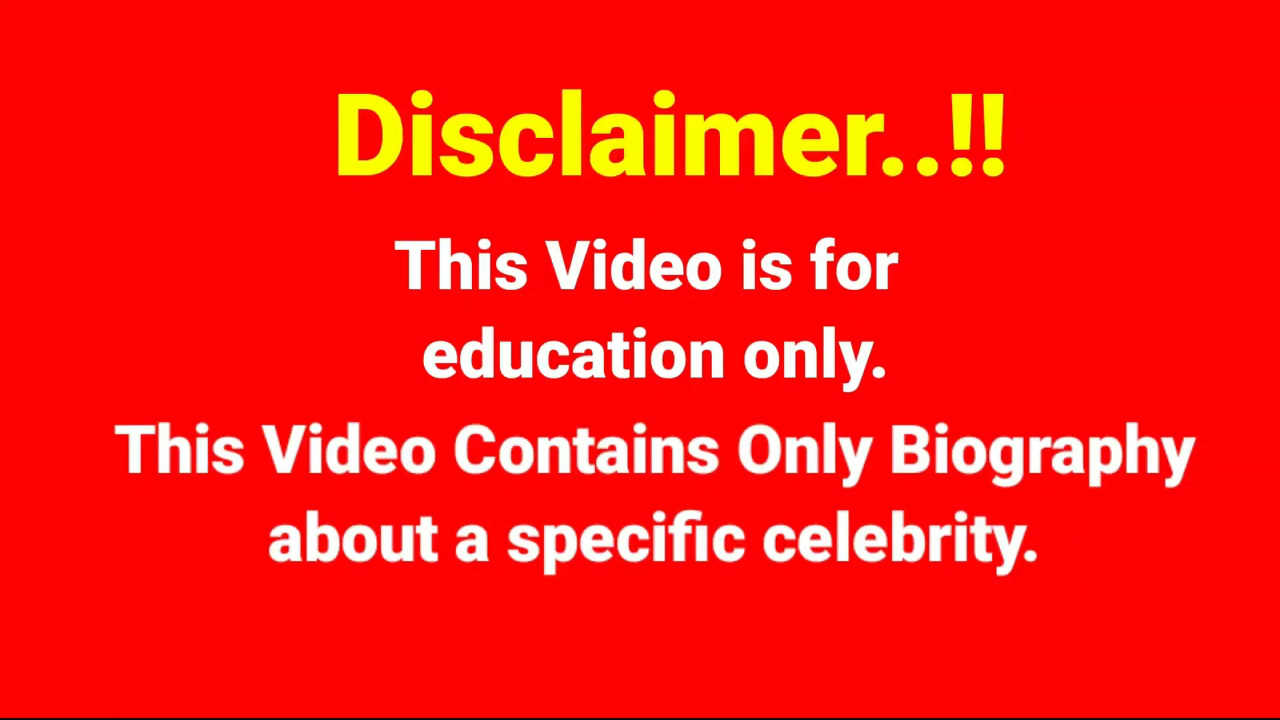 Disclaimer..!!
This Video is for
education only.
This Video Contains Only Biography
about a specific celebrity.